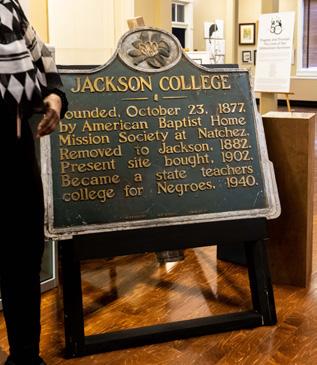 JACKSON COLLEGE
Founded, October 23, 1877,
by American Baptist Home
Mission Society at Natchez.
Removed to Jackson, 1882.
Present site bought, 1902.
Became a state teachers
college for Negroes, 1940.